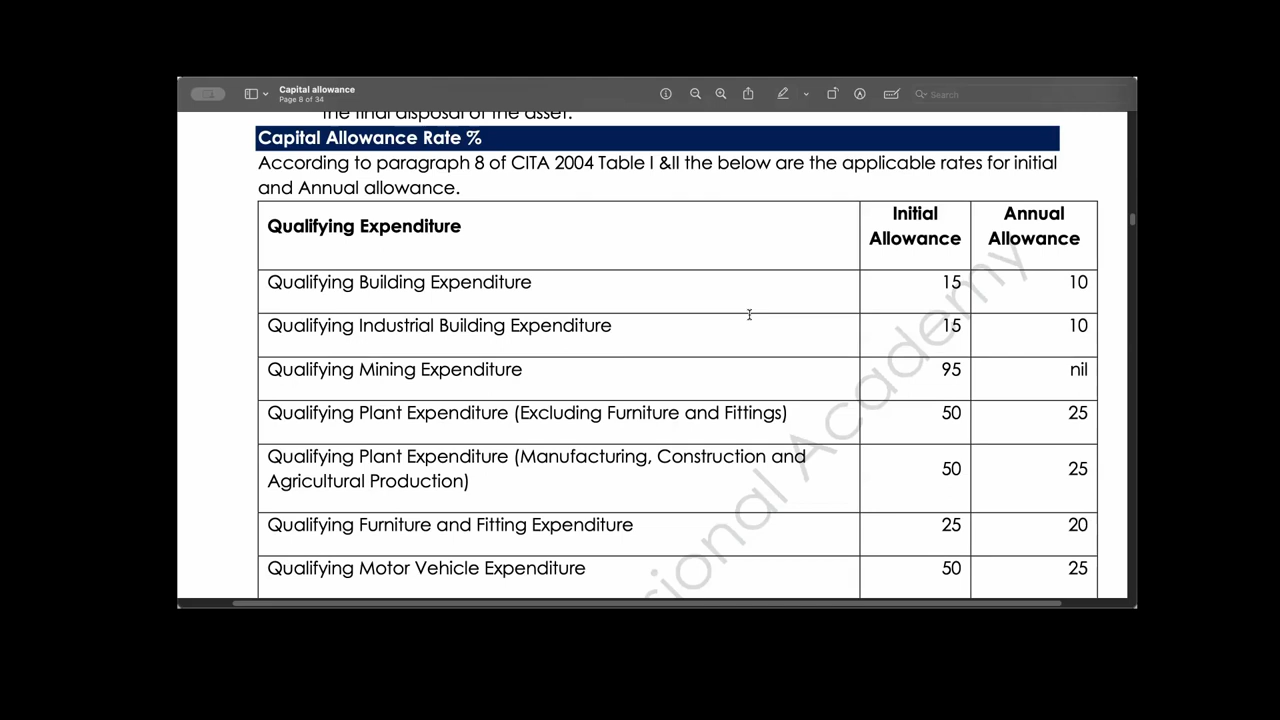 Capital allowance
Page 8 of 34
Search
the final disposal of the asset.
Capital Allowance Rate %
According to paragraph 8 of CITA 2004 Table I &II the below are the applicable rates for initial
and Annual allowance.
Qualifying Expenditure
Initial
Allowance
Annual
Allowance
Qualifying Building Expenditure 15 10
Qualifying Industrial Building Expenditure 15 10
Qualifying Mining Expenditure 95 nil
Qualifying Plant Expenditure (Excluding Furniture and Fittings) 50 25
Qualifying Plant Expenditure (Manufacturing, Construction and
Agricultural Production) 50 25
Qualifying Furniture and Fitting Expenditure 25 20
Qualifying Motor Vehicle Expenditure 50 25
sional Academy